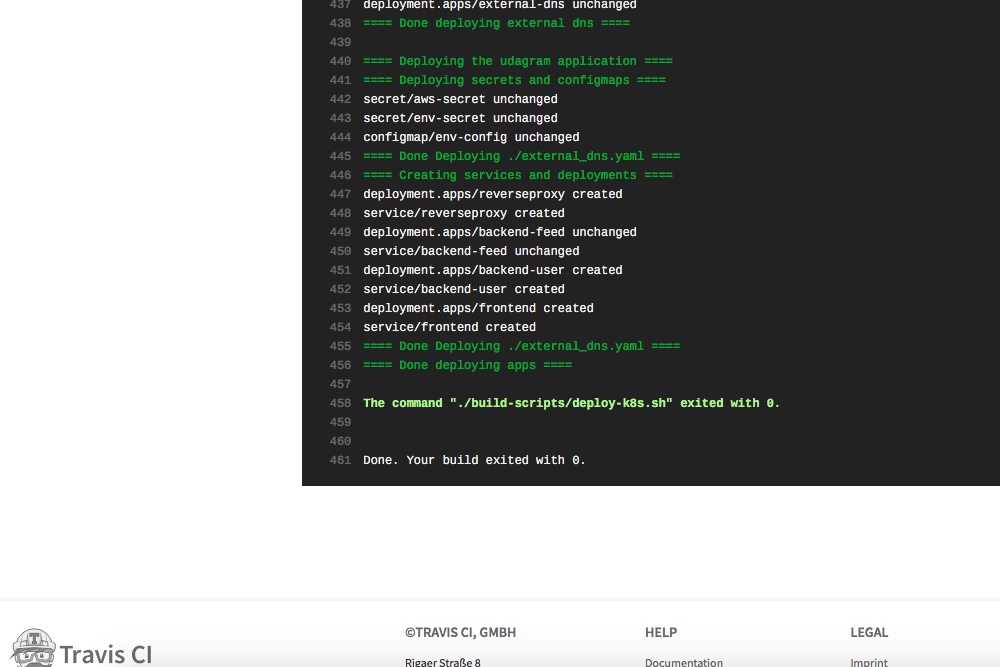 437 deployment.apps/external-dns unchanged
438 ==== Done deploying external dns ====
439
440 ==== Deploying the udagram application ====
441 ==== Deploying secrets and configmaps ====
442 secret/aws-secret unchanged
443 secret/env-secret unchanged
444 configmap/env-config unchanged
445 ==== Done Deploying ./external_dns.yaml ====
446 ==== Creating services and deployments ====
447 deployment.apps/reverseproxy created
448 service/reverseproxy created
449 deployment.apps/backend-feed unchanged
450 service/backend-feed unchanged
451 deployment.apps/backend-user created
452 service/backend-user created
453 deployment.apps/frontend created
454 service/frontend created
455 ==== Done Deploying ./external_dns.yaml ====
456 ==== Done deploying apps ====
457
458 The command "./build-scripts/deploy-k8s.sh" exited with 0.
459
460
461 Done. Your build exited with 0.
Travis CI
©TRAVIS CI, GMBH
Rigaer Straße 8
HELP
Documentation
LEGAL
Imprint